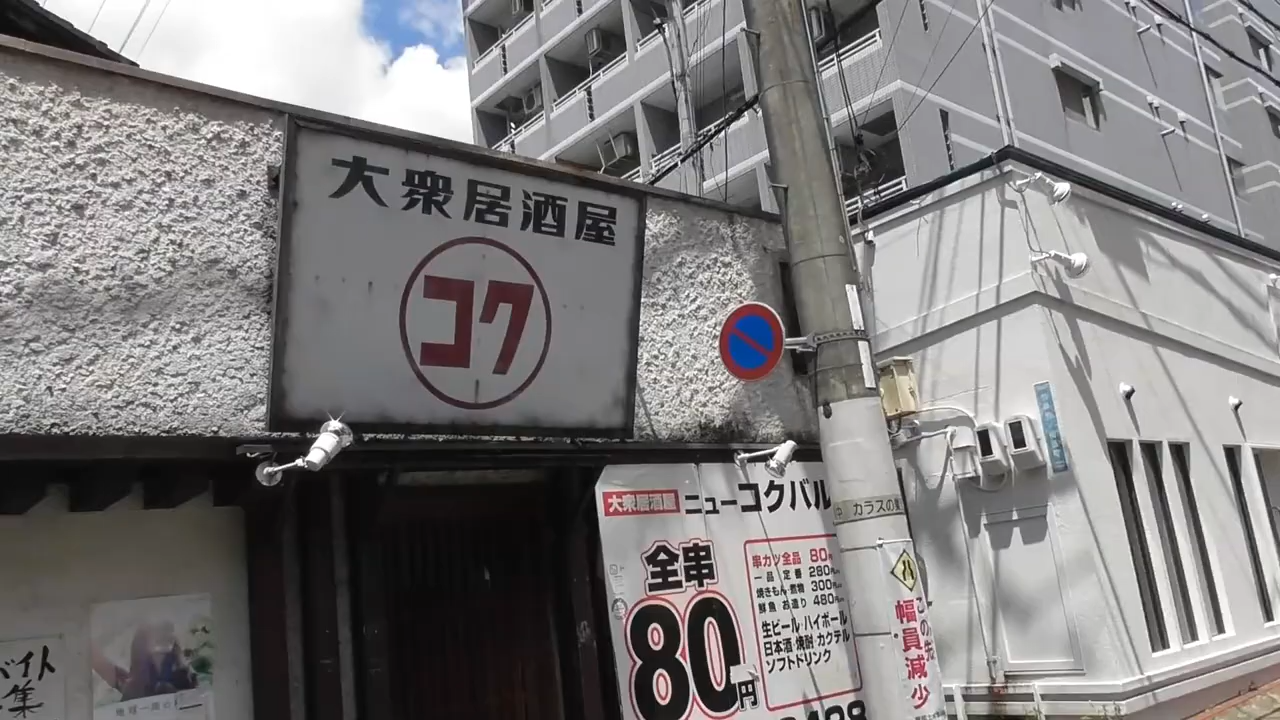 大衆居酒屋
コク
大衆居酒屋 ニューコクバル
全串
80円
串カツ全品 80円
一品 定番 280円
焼きもん・煮物 300円
鮮魚 お造り 480円
生ビール・ハイボール
日本酒・焼酎・カクテル
ソフトドリンク
カラスの巣
この先
幅員減少
バイト
集